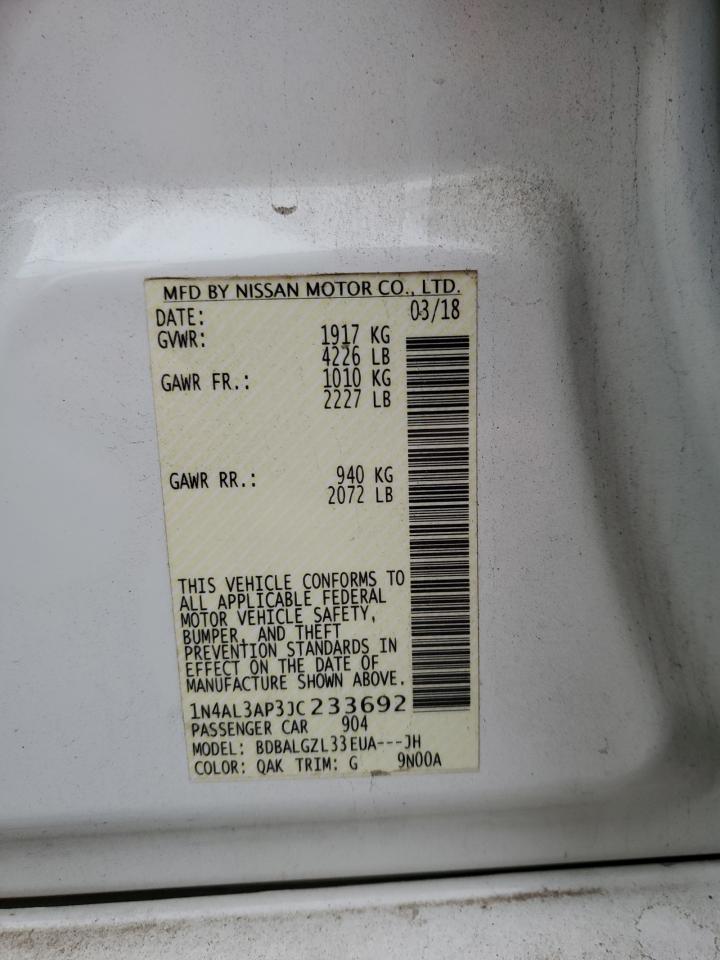 MFD BY NISSAN MOTOR CO., LTD.
DATE: 03/18
GVWR: 1917 KG
4226 LB
GAWR FR.: 1010 KG
2227 LB
GAWR RR.: 940 KG
2072 LB
THIS VEHICLE CONFORMS TO
ALL APPLICABLE FEDERAL
MOTOR VEHICLE SAFETY,
BUMPER, AND THEFT
PREVENTION STANDARDS IN
EFFECT ON THE DATE OF
MANUFACTURE SHOWN ABOVE.
1N4AL3AP3JC233692
PASSENGER CAR 904
MODEL: BDBALGZL33EUA---JH
COLOR: QAK TRIM: G 9N00A